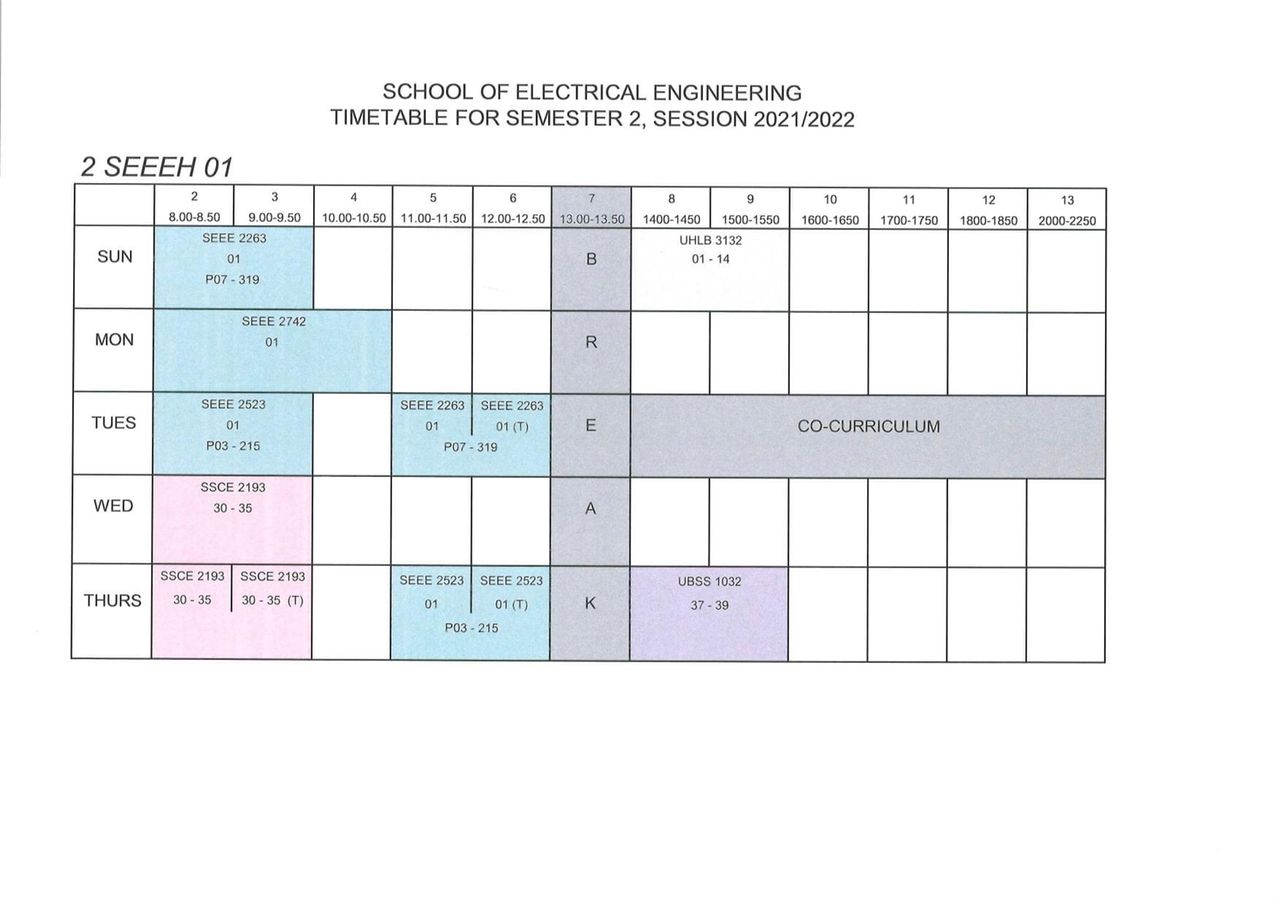 SCHOOL OF ELECTRICAL ENGINEERING
TIMETABLE FOR SEMESTER 2, SESSION 2021/2022
2 SEEEH 01
2 3 4 5 6 7 8 9 10 11 12 13
8.00-8.50 9.00-9.50 10.00-10.50 11.00-11.50 12.00-12.50 13.00-13.50 1400-1450 1500-1550 1600-1650 1700-1750 1800-1850 2000-2250
SEEE 2263 UHLB 3132
SUN 01 B 01 - 14
P07 - 319
SEEE 2742
MON 01 R
SEEE 2523 SEEE 2263 SEEE 2263
TUES 01 01 01 (T) E CO-CURRICULUM
P03 - 215 P07 - 319
SSCE 2193
WED 30 - 35 A
SSCE 2193 SSCE 2193 SEEE 2523 SEEE 2523 UBSS 1032
THURS 30 - 35 30 - 35 (T) 01 01 (T) K 37 - 39
P03 - 215